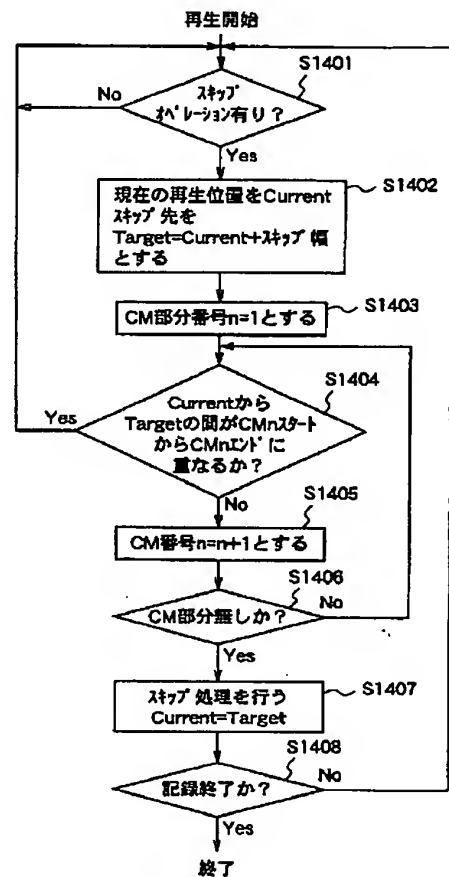 再生開始
S1401
スキップ
オペレーション有り？
No
Yes
S1402
現在の再生位置をCurrent
スキップ先を
Target=Current+スキップ幅
とする
S1403
CM部分番号n=1とする
S1404
Currentから
Targetの間がCMnスタート
からCMnエンドに
重なるか？
Yes
No
S1405
CM番号n=n+1とする
S1406
CM部分無しか？
No
Yes
S1407
スキップ処理を行う
Current=Target
S1408
記録終了か？
No
Yes
終了